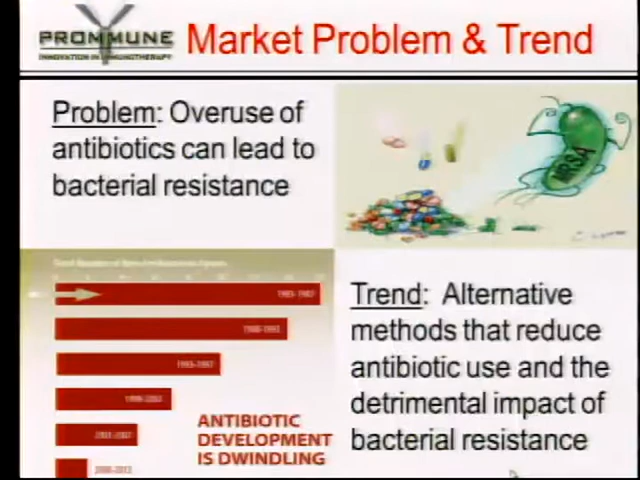 PROMMUNE
INNOVATION IN IMMUNOTHERAPY
Market Problem & Trend
Problem: Overuse of
antibiotics can lead to
bacterial resistance
MRSA
1983-1987
1988-1992
1993-1997
1998-2002
2003-2007
2008-2012
ANTIBIOTIC
DEVELOPMENT
IS DWINDLING
Trend: Alternative
methods that reduce
antibiotic use and the
detrimental impact of
bacterial resistance